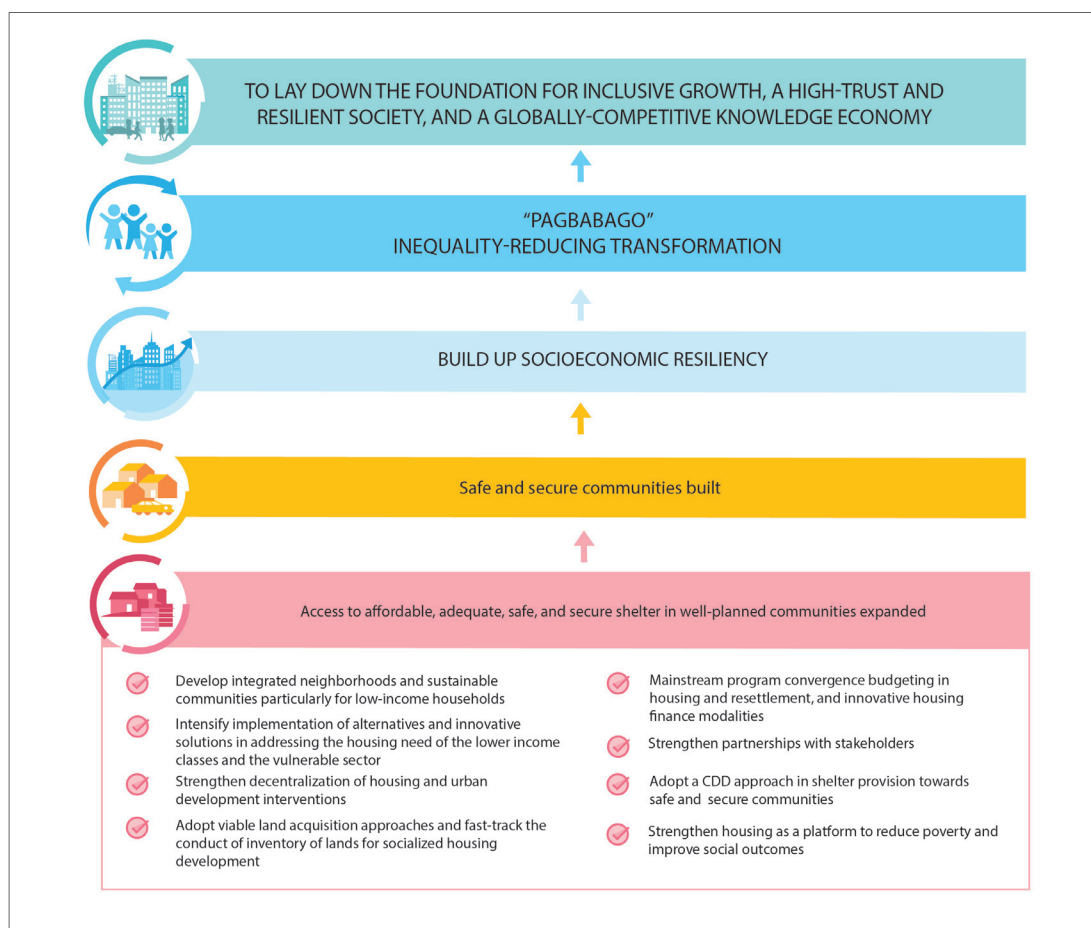 TO LAY DOWN THE FOUNDATION FOR INCLUSIVE GROWTH, A HIGH-TRUST AND
RESILIENT SOCIETY, AND A GLOBALLY-COMPETITIVE KNOWLEDGE ECONOMY
“PAGBABAGO”
INEQUALITY-REDUCING TRANSFORMATION
BUILD UP SOCIOECONOMIC RESILIENCY
Safe and secure communities built
Access to affordable, adequate, safe, and secure shelter in well-planned communities expanded
Develop integrated neighborhoods and sustainable
communities particularly for low-income households
Intensify implementation of alternatives and innovative
solutions in addressing the housing need of the lower income
classes and the vulnerable sector
Strengthen decentralization of housing and urban
development interventions
Adopt viable land acquisition approaches and fast-track the
conduct of inventory of lands for socialized housing
development
Mainstream program convergence budgeting in
housing and resettlement, and innovative housing
finance modalities
Strengthen partnerships with stakeholders
Adopt a CDD approach in shelter provision towards
safe and secure communities
Strengthen housing as a platform to reduce poverty and
improve social outcomes